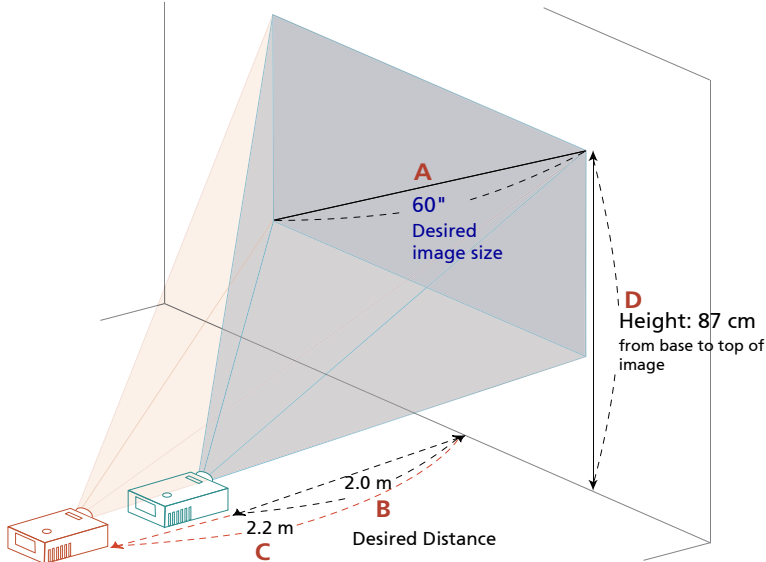 A
60"
Desired
image size
D
Height: 87 cm
from base to top of
image
2.0 m
B
2.2 m
C
Desired Distance